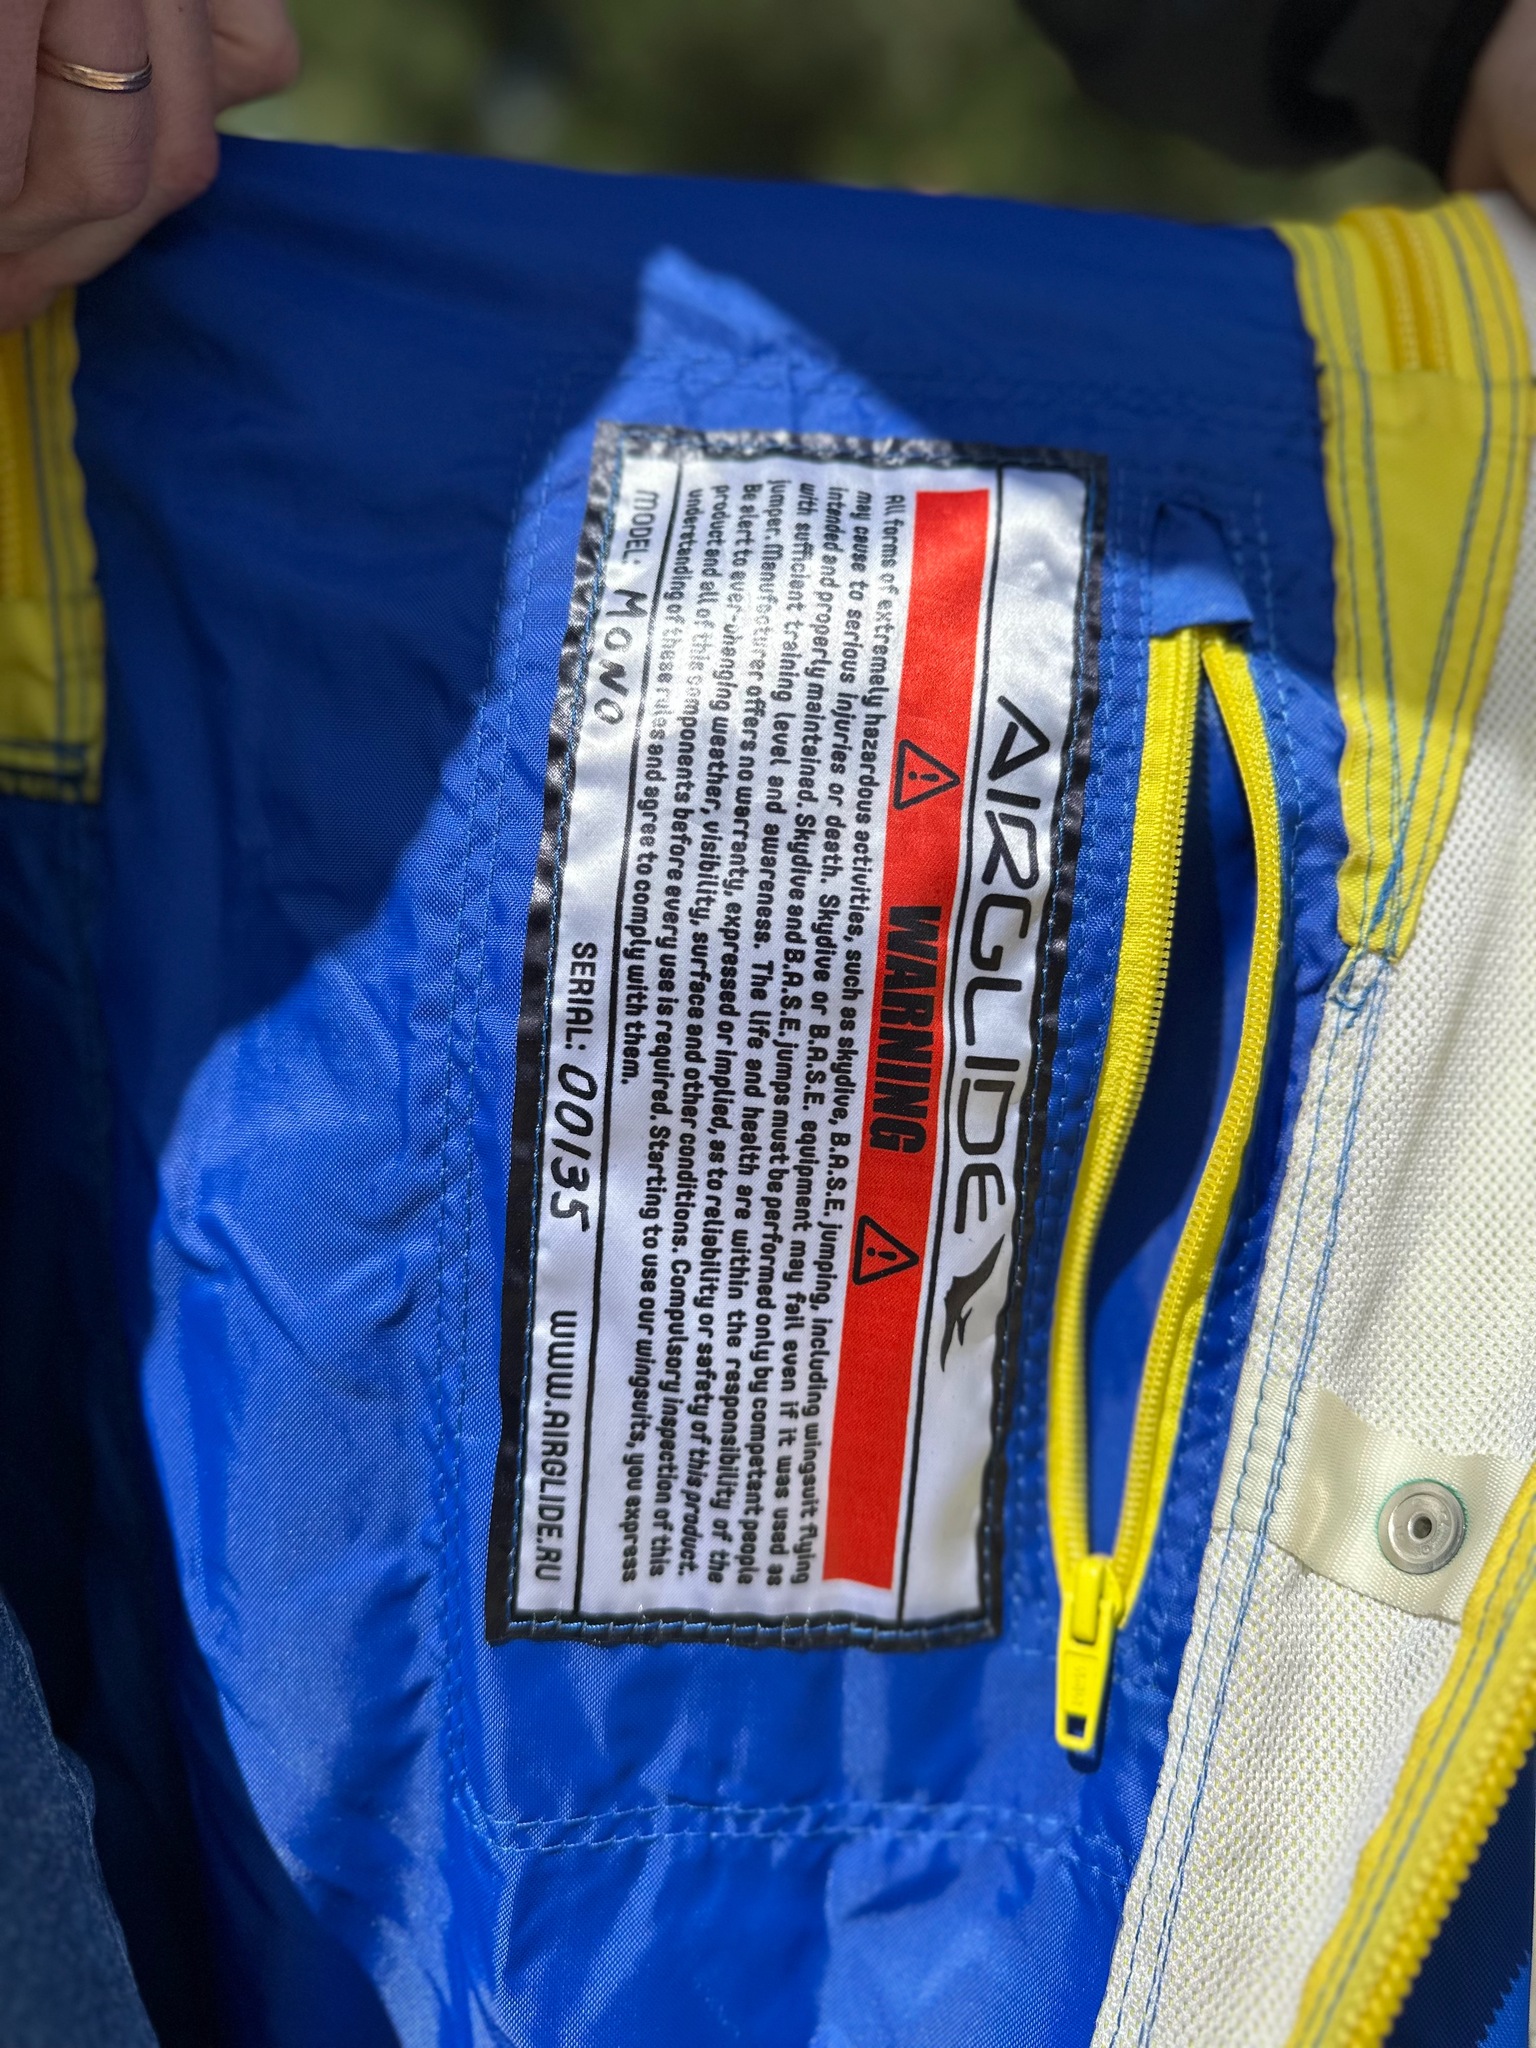 AIRGLIDE
WARNING
All forms of extremely hazardous activities, such as skydive, B.A.S.E. jumping, including wingsuit flying
may cause to serious injuries or death. Skydive or B.A.S.E. equipment may fail even if it was used as
intended and properly maintained. Skydive and B.A.S.E. jumps must be performed only by competent people
with sufficient training level and awareness. The life and health are within the responsibility of the
jumper. Manufacturer offers no warranty, expressed or implied, as to reliability or safety of this product.
Be alert to ever-changing weather, visibility, surface and other conditions. Compulsory inspection of this
product and all of this components before every use is required. Starting to use our wingsuits, you express
understanding of these rules and agree to comply with them.
MODEL: MONO SERIAL: 00135 WWW.AIRGLIDE.RU